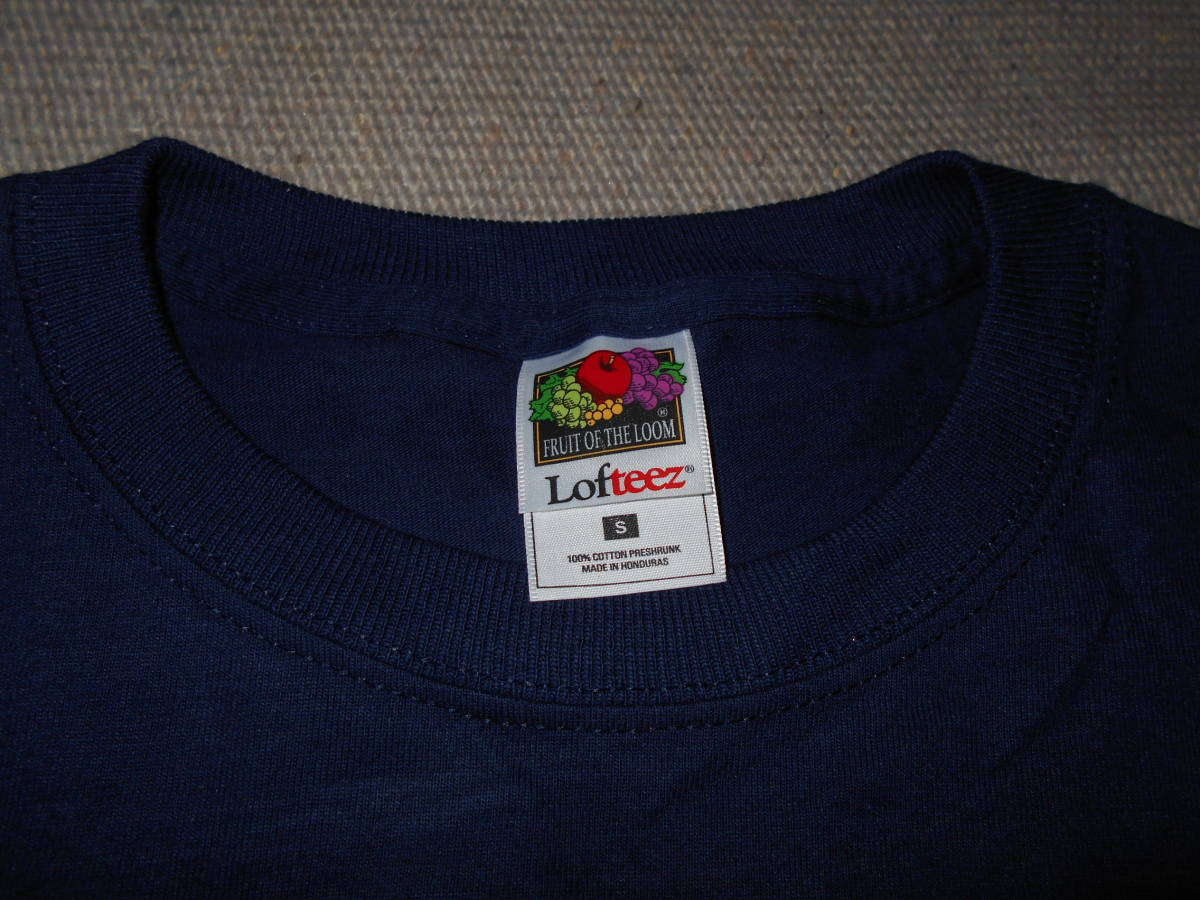 ®
FRUIT OF THE LOOM
Lofteez®
S
100% COTTON PRESHRUNK
MADE IN HONDURAS